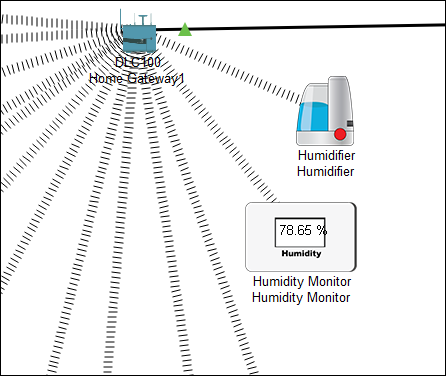 DLC100
Home Gateway1
Humidifier
Humidifier
78.65 %
Humidity
Humidity Monitor
Humidity Monitor